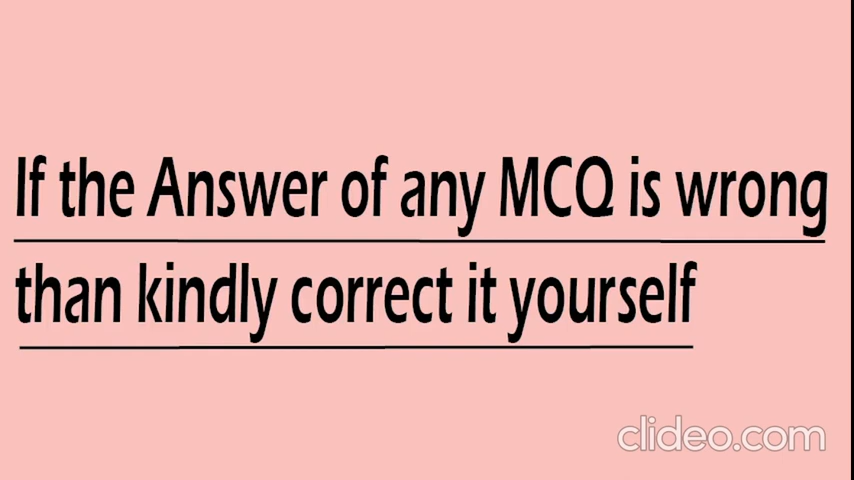 If the Answer of any MCQ is wrong
than kindly correct it yourself
clideo.com